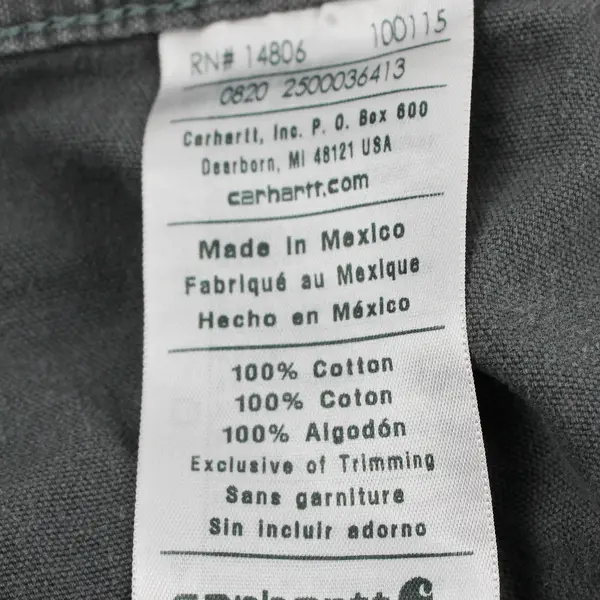 RN# 14806 100115
0820 2500036413
Carhartt, Inc. P. O. Box 600
Dearborn, MI 48121 USA
carhartt.com
Made in Mexico
Fabriqué au Mexique
Hecho en México
100% Cotton
100% Coton
100% Algodón
Exclusive of Trimming
Sans garniture
Sin incluir adorno
carhartt